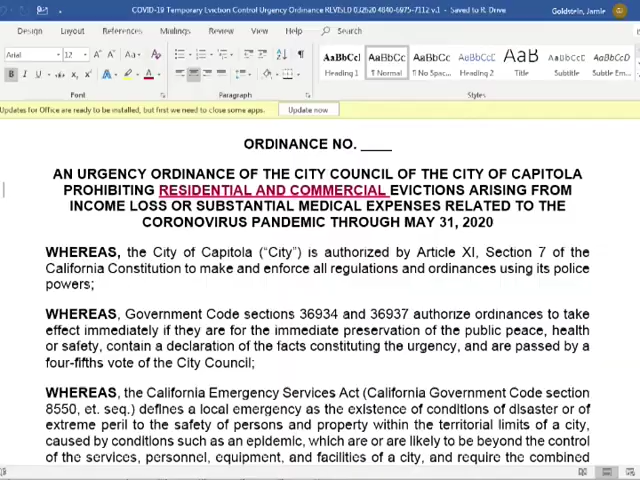 COVID-19 Temporary Eviction Control Urgency Ordinance REVISED 032620 4840-6975-7112 v.1 - Saved to R. Drive
Goldstein, Jamie
Design Layout References Mailings Review View Help Search
Arial 12
B I U
Font Paragraph Styles
AaBbCcI AaBbCc AaBbCc AaBbCc AaB AaBbCc AaBbCc
Heading 1 ¶ Normal ¶ No Spac... Heading 2 Title Subtitle Subtle Em...
Updates for Office are ready to be installed, but first we need to close some apps. Update now
ORDINANCE NO. ____
AN URGENCY ORDINANCE OF THE CITY COUNCIL OF THE CITY OF CAPITOLA
PROHIBITING RESIDENTIAL AND COMMERCIAL EVICTIONS ARISING FROM
INCOME LOSS OR SUBSTANTIAL MEDICAL EXPENSES RELATED TO THE
CORONOVIRUS PANDEMIC THROUGH MAY 31, 2020
WHEREAS, the City of Capitola (“City”) is authorized by Article XI, Section 7 of the
California Constitution to make and enforce all regulations and ordinances using its police
powers;
WHEREAS, Government Code sections 36934 and 36937 authorize ordinances to take
effect immediately if they are for the immediate preservation of the public peace, health
or safety, contain a declaration of the facts constituting the urgency, and are passed by a
four-fifths vote of the City Council;
WHEREAS, the California Emergency Services Act (California Government Code section
8550, et. seq.) defines a local emergency as the existence of conditions of disaster or of
extreme peril to the safety of persons and property within the territorial limits of a city,
caused by conditions such as an epidemic, which are or are likely to be beyond the control
of the services, personnel, equipment, and facilities of a city, and require the combined